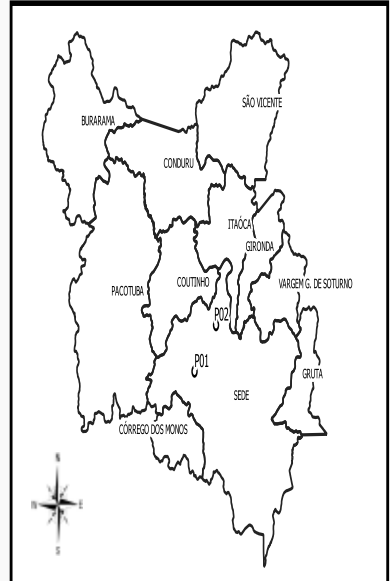 SÃO VICENTE
BURARAMA
CONDURU
ITAÓCA
GIRONDA
COUTINHO
VARGEM G. DE SOTURNO
PACOTUBA
P02
P01
GRUTA
SEDE
CÓRREGO DOS MONOS
N
E
S